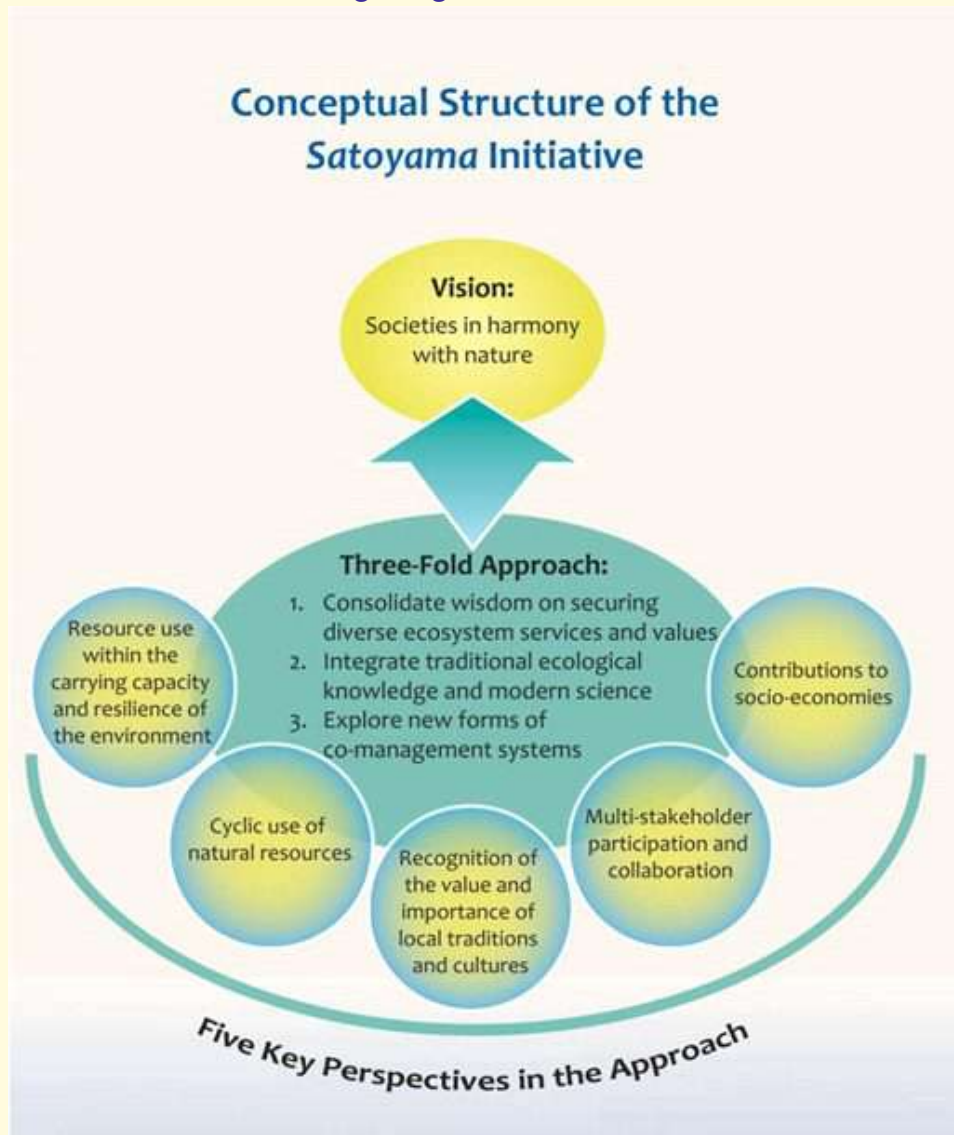 Conceptual Structure of the
Satoyama Initiative
Vision:
Societies in harmony
with nature
Three-Fold Approach:
1. Consolidate wisdom on securing
diverse ecosystem services and values
2. Integrate traditional ecological
knowledge and modern science
3. Explore new forms of
co-management systems
Resource use
within the
carrying capacity
and resilience of
the environment
Cyclic use of
natural resources
Recognition of
the value and
importance of
local traditions
and cultures
Multi-stakeholder
participation and
collaboration
Contributions to
socio-economies
Five Key Perspectives in the Approach